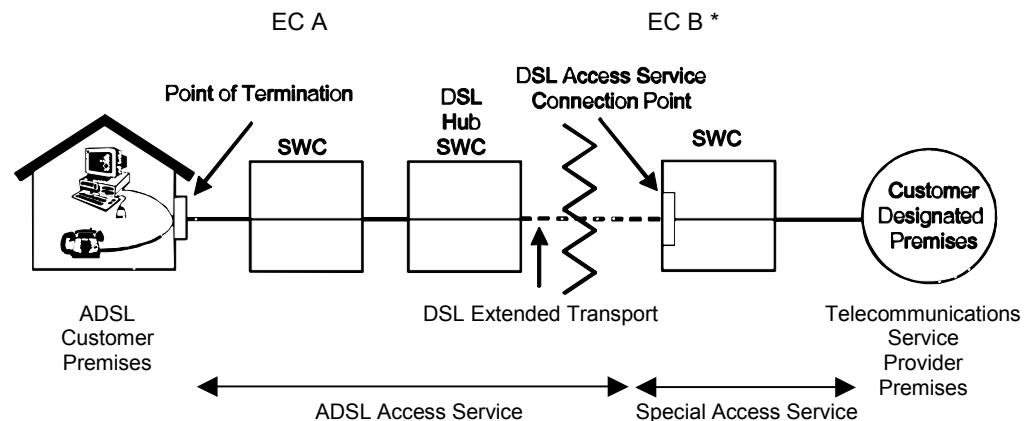 EC A
EC B *
Point of Termination
DSL
Hub
SWC
SWC
DSL Access Service
Connection Point
SWC
Customer
Designated
Premises
ADSL
Customer
Premises
DSL Extended Transport
Telecommunications
Service
Provider
Premises
ADSL Access Service
Special Access Service